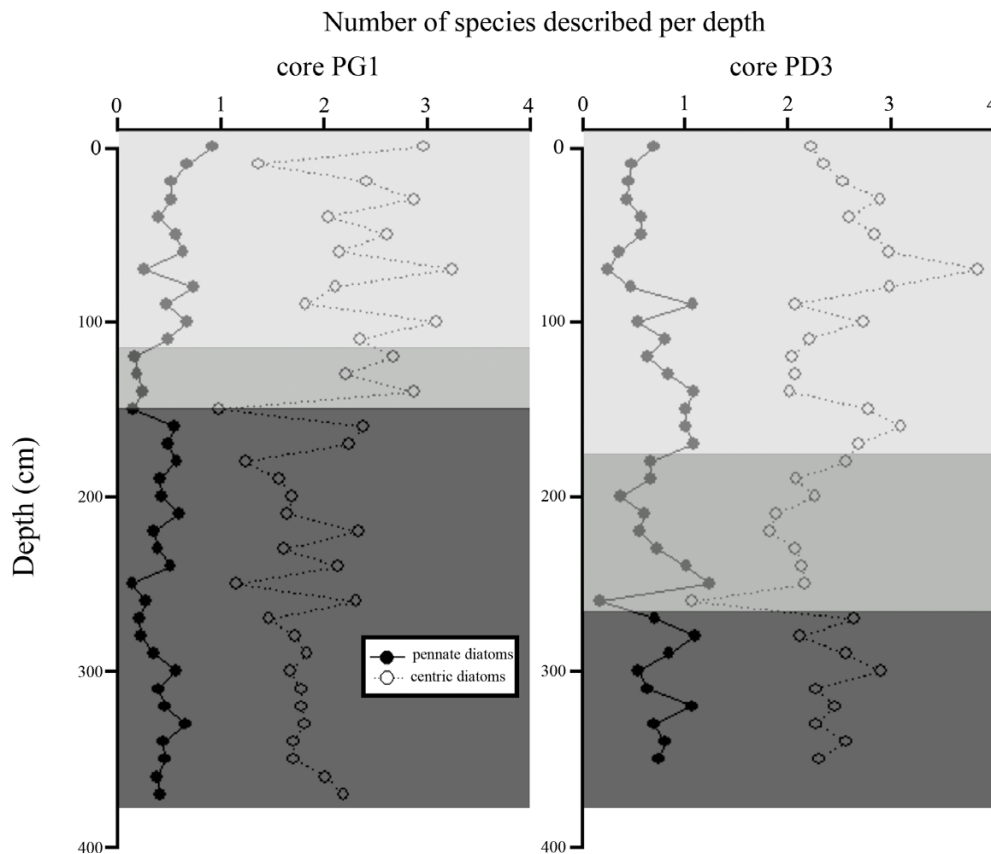 Number of species described per depth
core PG1
core PD3
0 1 2 3 4
0 1 2 3 4
Depth (cm)
0
100
200
300
400
0
100
200
300
400
pennate diatoms
centric diatoms